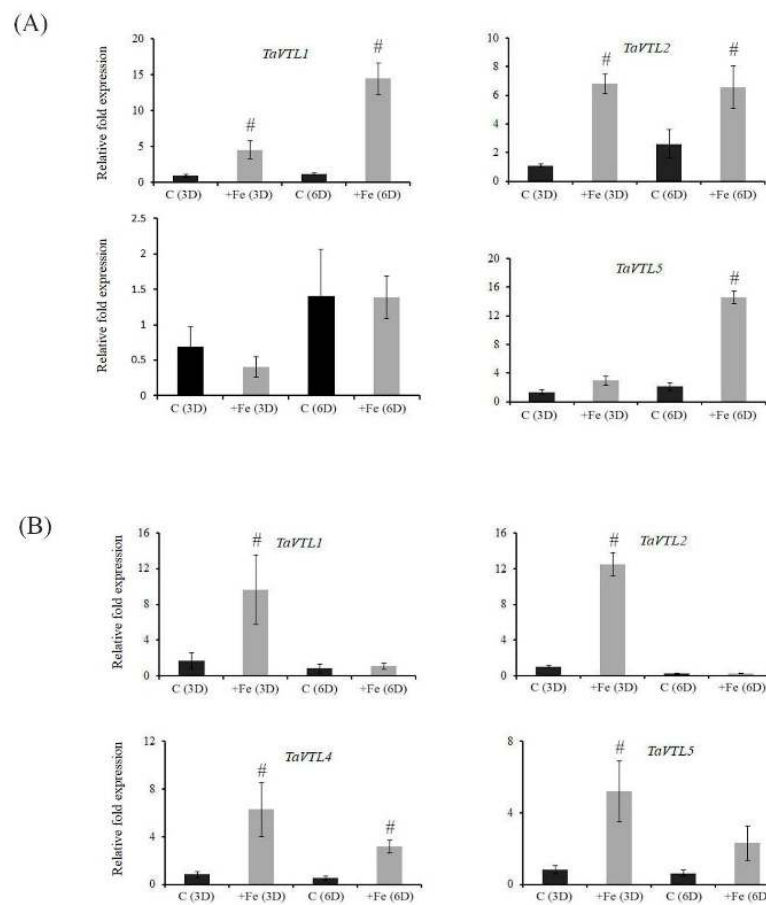 (A)
TaVTL1
Relative fold expression
20
15
10
5
0
#
#
C (3D) +Fe (3D) C (6D) +Fe (6D)
TaVTL2
10
8
6
4
2
0
#
#
C (3D) +Fe (3D) C (6D) +Fe (6D)
Relative fold expression
2.5
2
1.5
1
0.5
0
C (3D) +Fe (3D) C (6D) +Fe (6D)
TaVTL5
20
16
12
8
4
0
#
C (3D) +Fe (3D) C (6D) +Fe (6D)
(B)
TaVTL1
Relative fold expression
16
12
8
4
0
#
C (3D) +Fe (3D) C (6D) +Fe (6D)
TaVTL2
16
12
8
4
0
#
C (3D) +Fe (3D) C (6D) +Fe (6D)
TaVTL4
Relative fold expression
12
8
4
0
#
#
C (3D) +Fe (3D) C (6D) +Fe (6D)
TaVTL5
8
4
0
#
C (3D) +Fe (3D) C (6D) +Fe (6D)